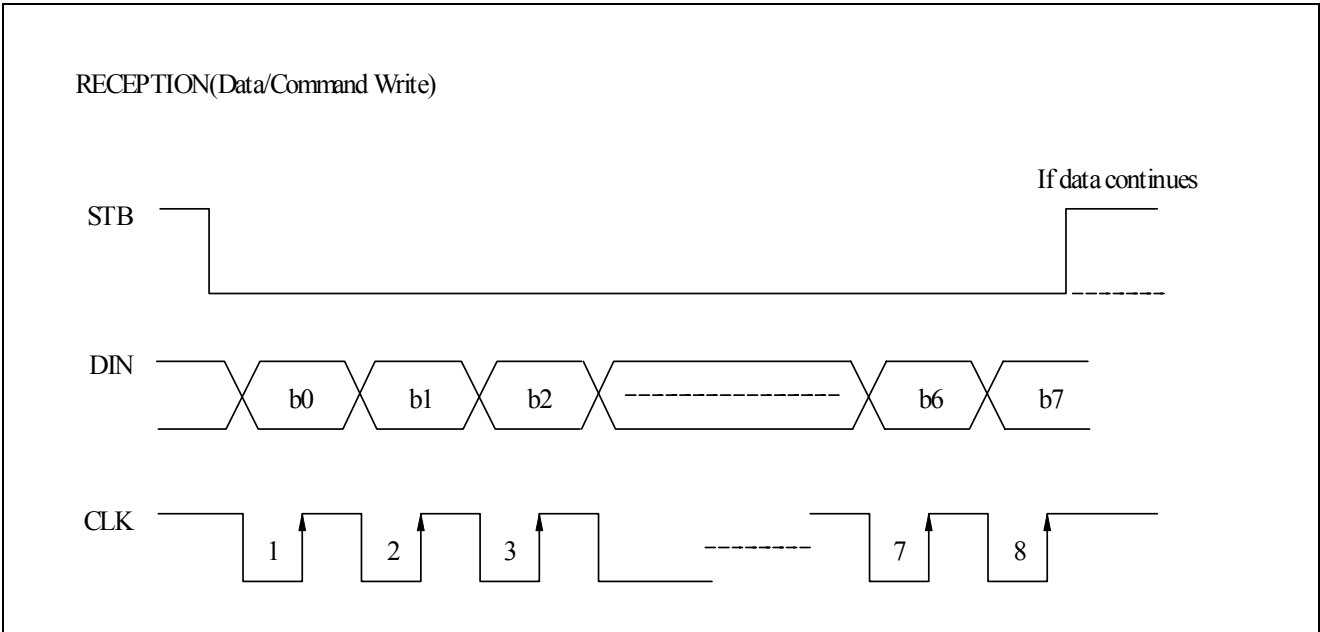 RECEPTION(Data/Command Write)
If data continues
STB
DIN
b0 b1 b2 b6 b7
CLK
1 2 3 7 8